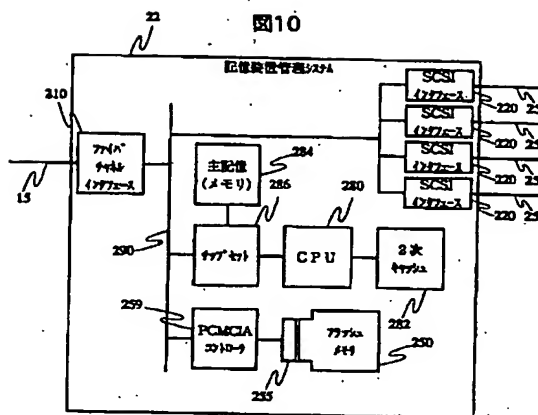 図10
22
記憶装置管理システム
210
ファイバ
チャネル
インタフェース
15
SCSI
インタフェース
220
25
SCSI
インタフェース
220
25
SCSI
インタフェース
220
25
SCSI
インタフェース
220
25
主記憶
(メモリ)
284
286
280
290
チップセット
CPU
2次
キャッシュ
282
259
PCMCIA
コントローラ
255
フラッシュ
メモリ
250